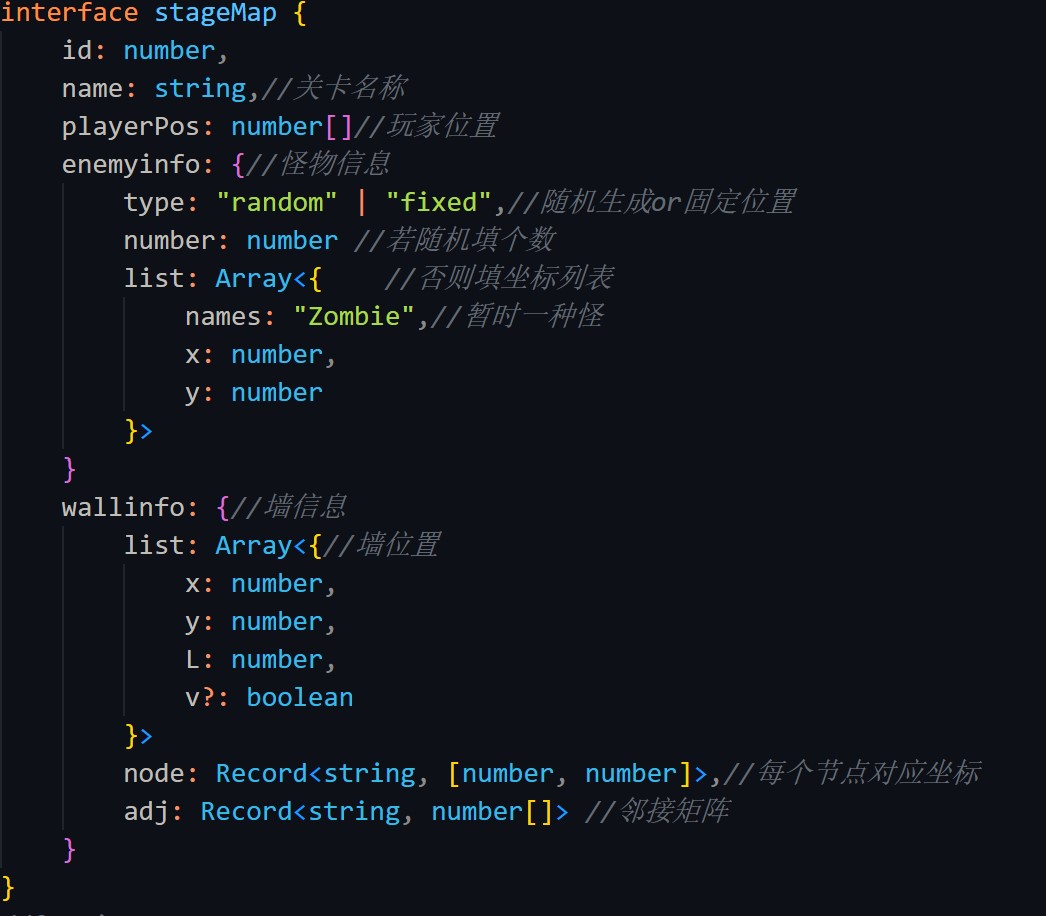 interface stageMap {
id: number,
name: string,//关卡名称
playerPos: number[]//玩家位置
enemyinfo: {//怪物信息
type: "random" | "fixed",//随机生成or固定位置
number: number //若随机填个数
list: Array<{    //否则填坐标列表
names: "Zombie",//暂时一种怪
x: number,
y: number
}>
}
wallinfo: {//墙信息
list: Array<{//墙位置
x: number,
y: number,
L: number,
v?: boolean
}>
node: Record<string, [number, number]>,//每个节点对应坐标
adj: Record<string, number[]> //邻接矩阵
}
}